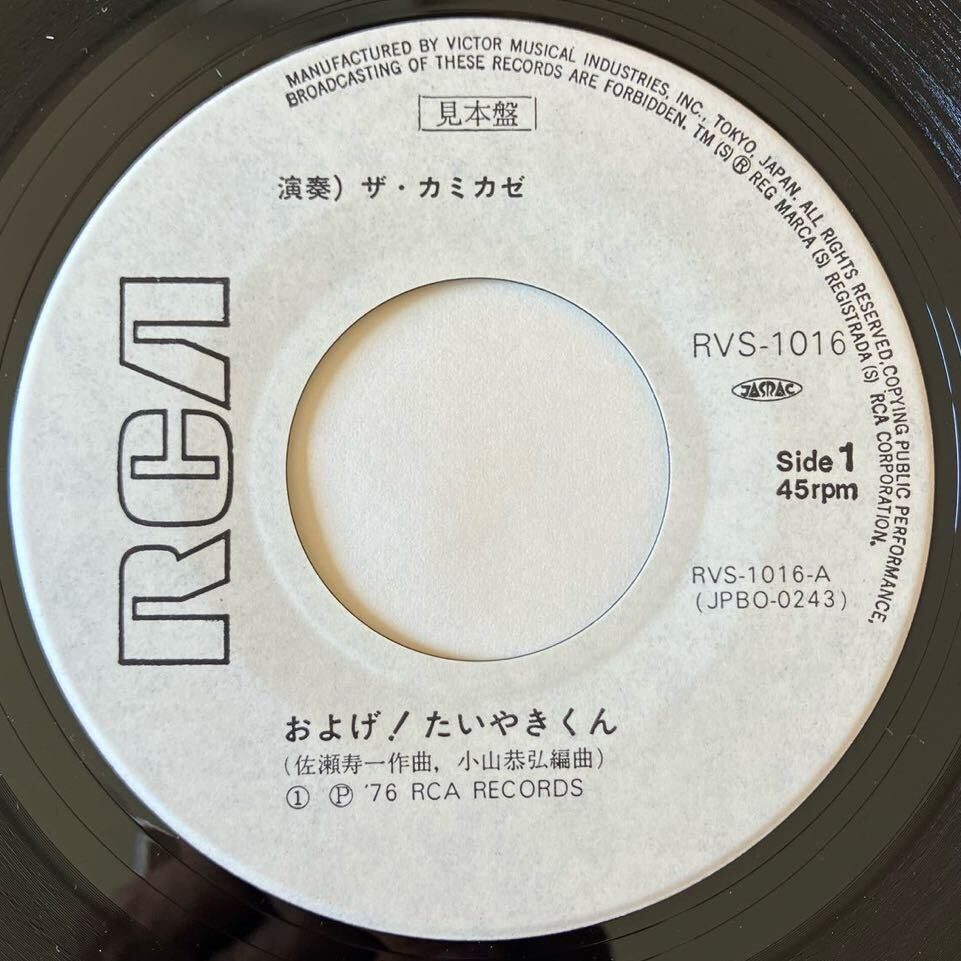 MANUFACTURED BY VICTOR MUSICAL INDUSTRIES, INC., TOKYO, JAPAN. ALL RIGHTS RESERVED, COPYING PUBLIC PERFORMANCE,
BROADCASTING OF THESE RECORDS ARE FORBIDDEN. TM (S) ® REG MARCA (S) REGISTRADA (S) RCA CORPORATION.
見本盤
演奏) ザ・カミカゼ
RCA
RVS-1016
JASRAC
Side 1
45rpm
RVS-1016-A
(JPBO-0243)
およげ!たいやきくん
(佐瀬寿一作曲, 小山恭弘編曲)
① Ⓟ '76 RCA RECORDS